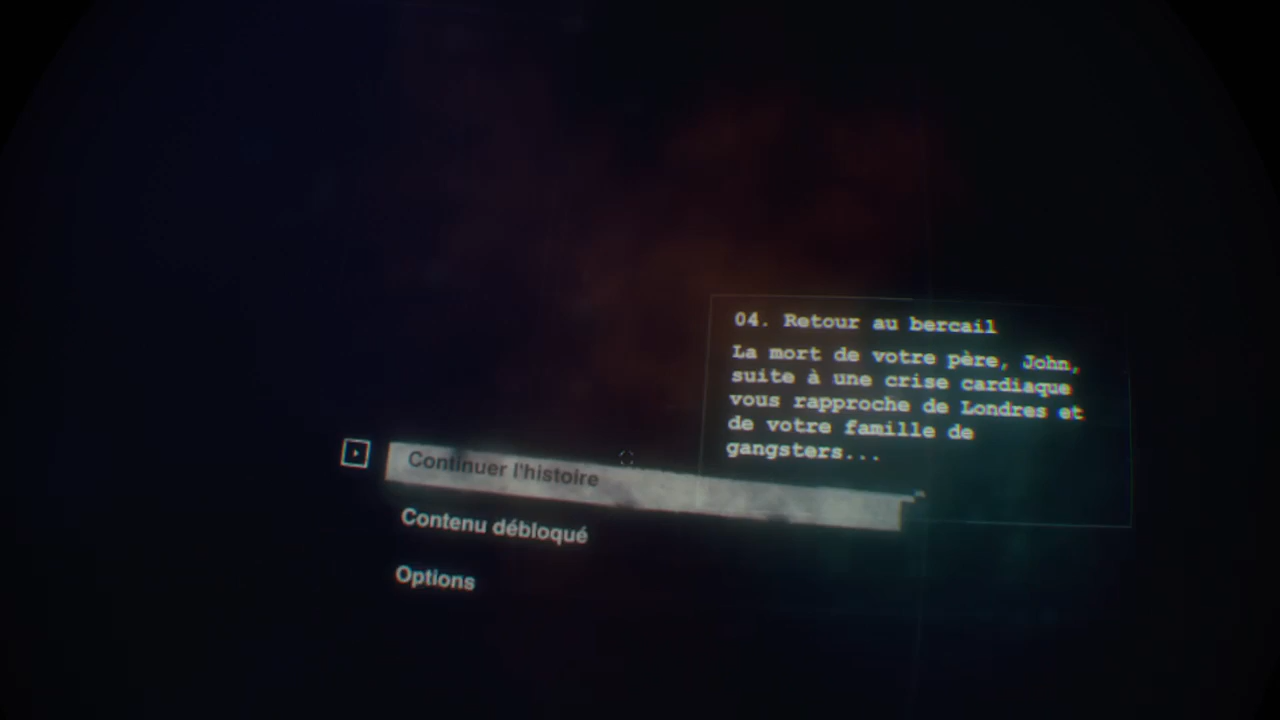 04. Retour au bercail
La mort de votre père, John,
suite à une crise cardiaque
vous rapproche de Londres et
de votre famille de
gangsters...
Continuer l'histoire
Contenu débloqué
Options